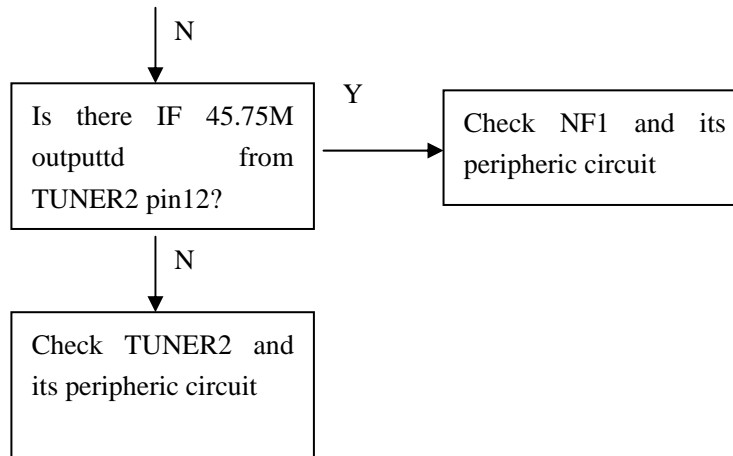 N
Is there IF 45.75M
outputtd from
TUNER2 pin12?
Y
Check NF1 and its
peripheric circuit
N
Check TUNER2 and
its peripheric circuit